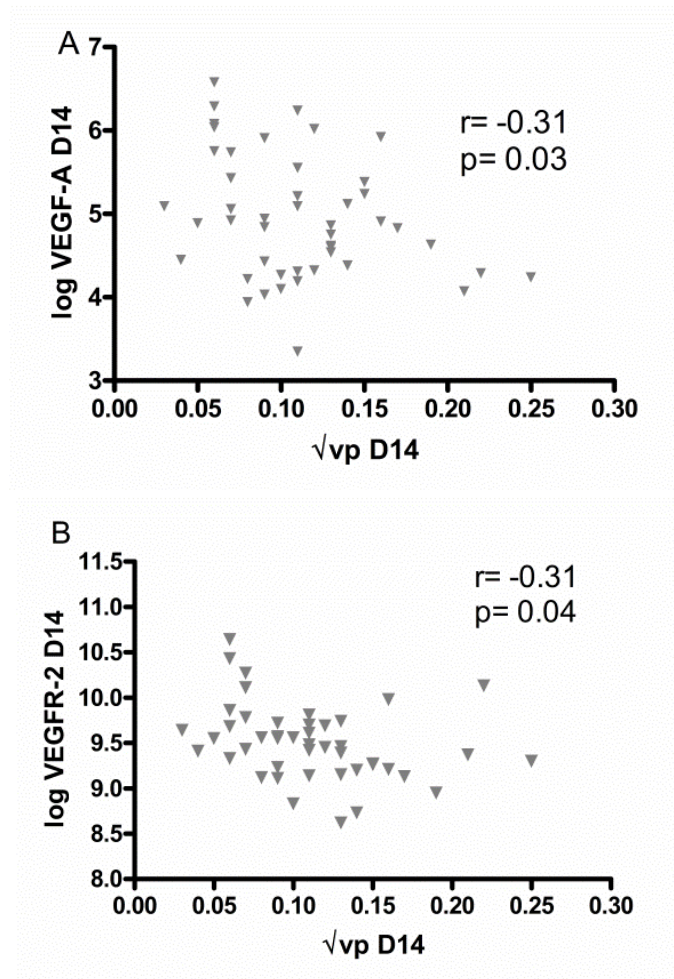 A
7
6
5
4
3
log VEGF-A D14
r= -0.31
p= 0.03
0.00 0.05 0.10 0.15 0.20 0.25 0.30
√vp D14
B
11.5
11.0
10.5
10.0
9.5
9.0
8.5
8.0
log VEGFR-2 D14
r= -0.31
p= 0.04
0.00 0.05 0.10 0.15 0.20 0.25 0.30
√vp D14